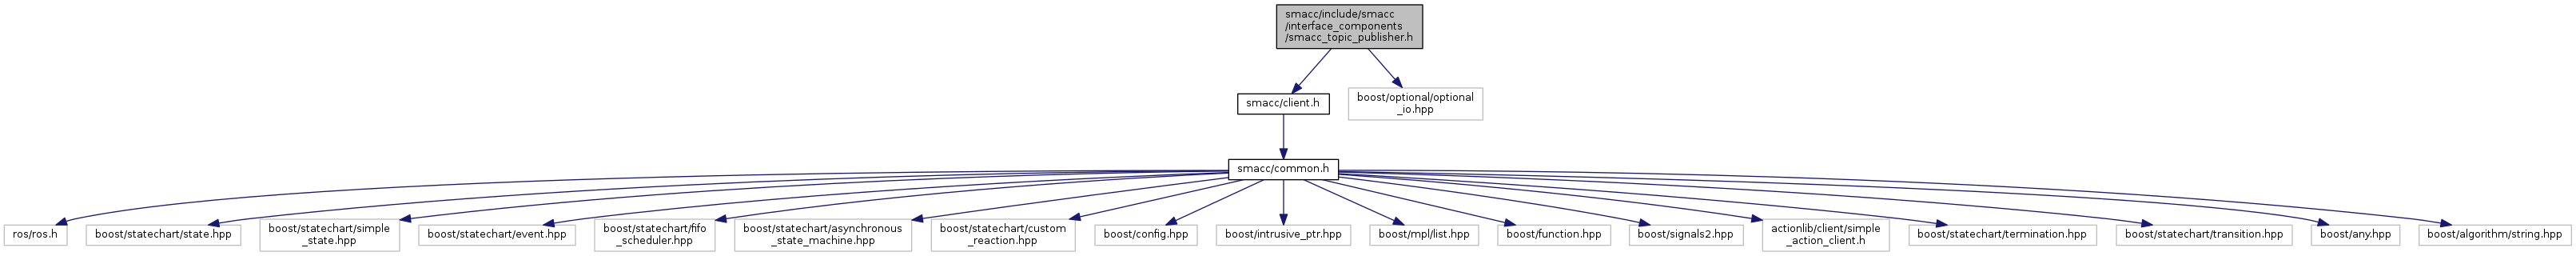 smacc/include/smacc
/interface_components
/smacc_topic_publisher.h
smacc/client.h
boost/optional/optional
_io.hpp
smacc/common.h
ros/ros.h
boost/statechart/state.hpp
boost/statechart/simple
_state.hpp
boost/statechart/event.hpp
boost/statechart/fifo
_scheduler.hpp
boost/statechart/asynchronous
_state_machine.hpp
boost/statechart/custom
_reaction.hpp
boost/config.hpp
boost/intrusive_ptr.hpp
boost/mpl/list.hpp
boost/function.hpp
boost/signals2.hpp
actionlib/client/simple
_action_client.h
boost/statechart/termination.hpp
boost/statechart/transition.hpp
boost/any.hpp
boost/algorithm/string.hpp